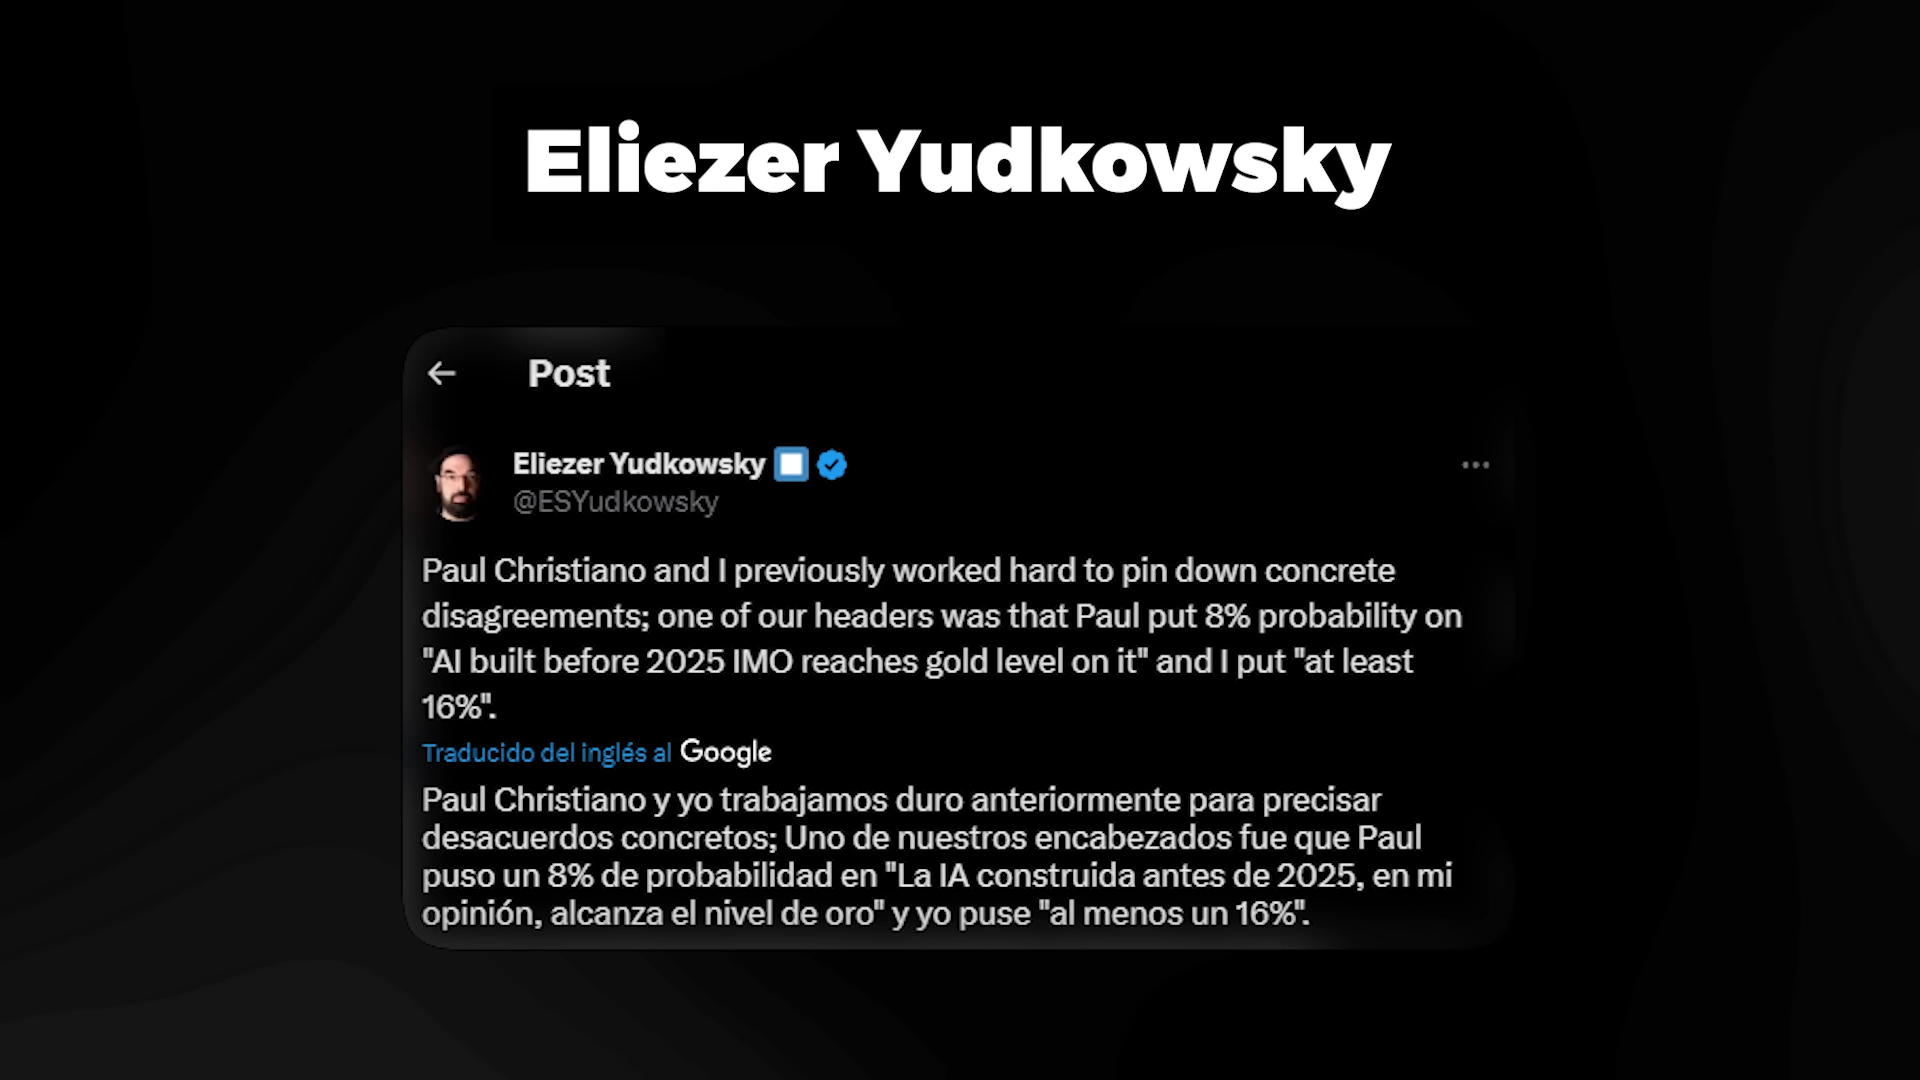 Eliezer Yudkowsky
Post
Eliezer Yudkowsky
@ESYudkowsky
Paul Christiano and I previously worked hard to pin down concrete
disagreements; one of our headers was that Paul put 8% probability on
"AI built before 2025 IMO reaches gold level on it" and I put "at least
16%".
Traducido del inglés al Google
Paul Christiano y yo trabajamos duro anteriormente para precisar
desacuerdos concretos; Uno de nuestros encabezados fue que Paul
puso un 8% de probabilidad en "La IA construida antes de 2025, en mi
opinión, alcanza el nivel de oro" y yo puse "al menos un 16%".